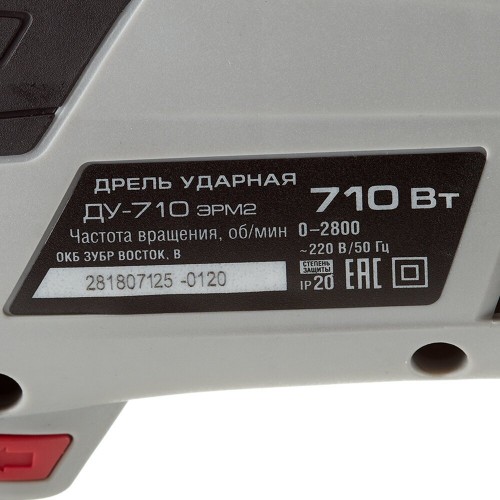 ДРЕЛЬ УДАРНАЯ
ДУ-710 ЭРМ2 710 Вт
Частота вращения, об/мин 0-2800
ОКБ ЗУБР ВОСТОК. В ~220 В/50 Гц
281807125 -0120
СТЕПЕНЬ ЗАЩИТЫ
IP20 EAC